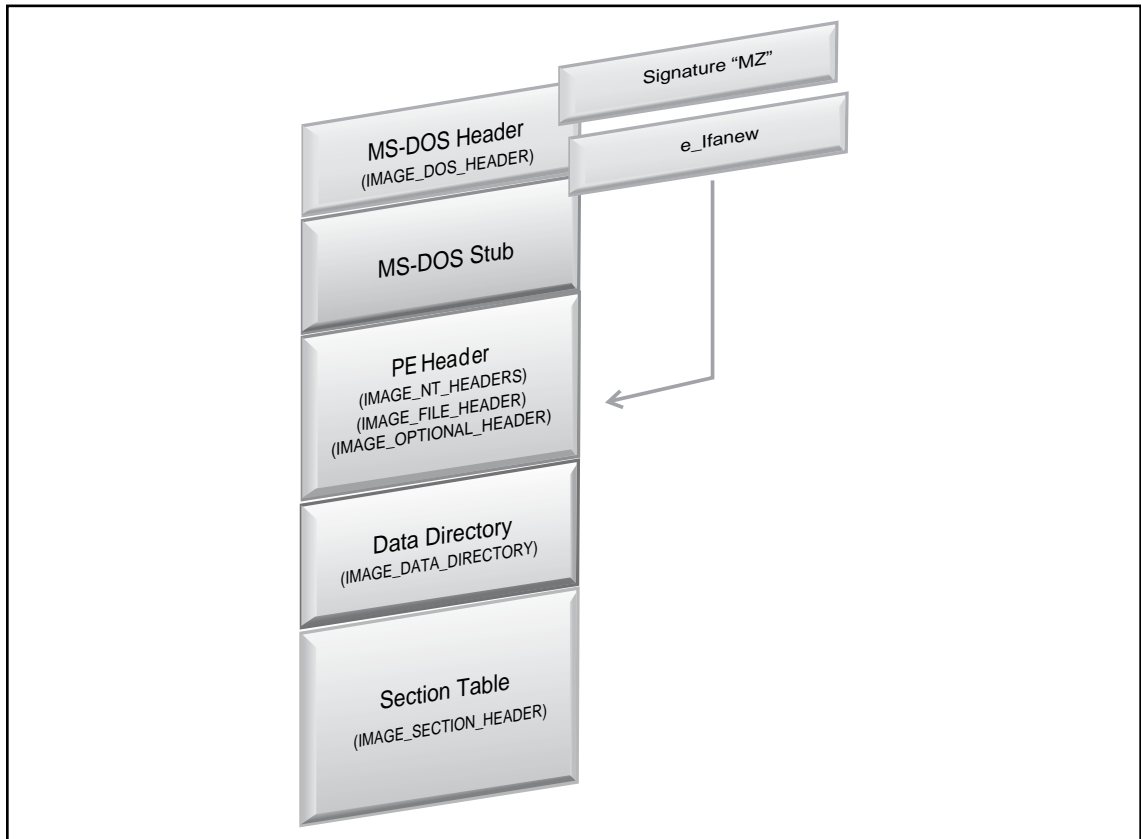 Signature “MZ”
e_lfanew
MS-DOS Header
(IMAGE_DOS_HEADER)
MS-DOS Stub
PE Header
(IMAGE_NT_HEADERS)
(IMAGE_FILE_HEADER)
(IMAGE_OPTIONAL_HEADER)
Data Directory
(IMAGE_DATA_DIRECTORY)
Section Table
(IMAGE_SECTION_HEADER)